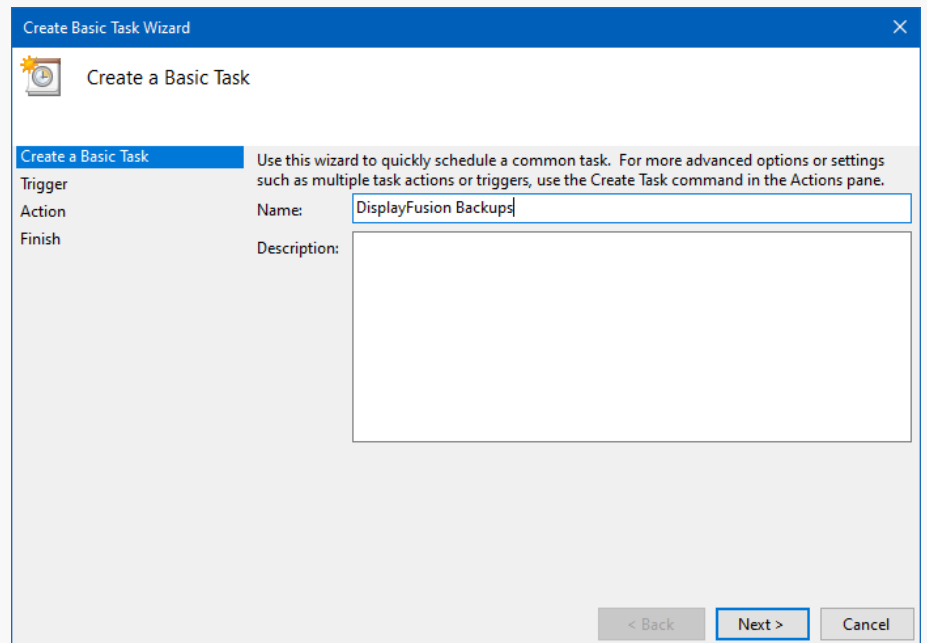 Create Basic Task Wizard
Create a Basic Task
Create a Basic Task
Trigger
Action
Finish
Use this wizard to quickly schedule a common task.  For more advanced options or settings
such as multiple task actions or triggers, use the Create Task command in the Actions pane.
Name:
DisplayFusion Backups
Description:
< Back
Next >
Cancel